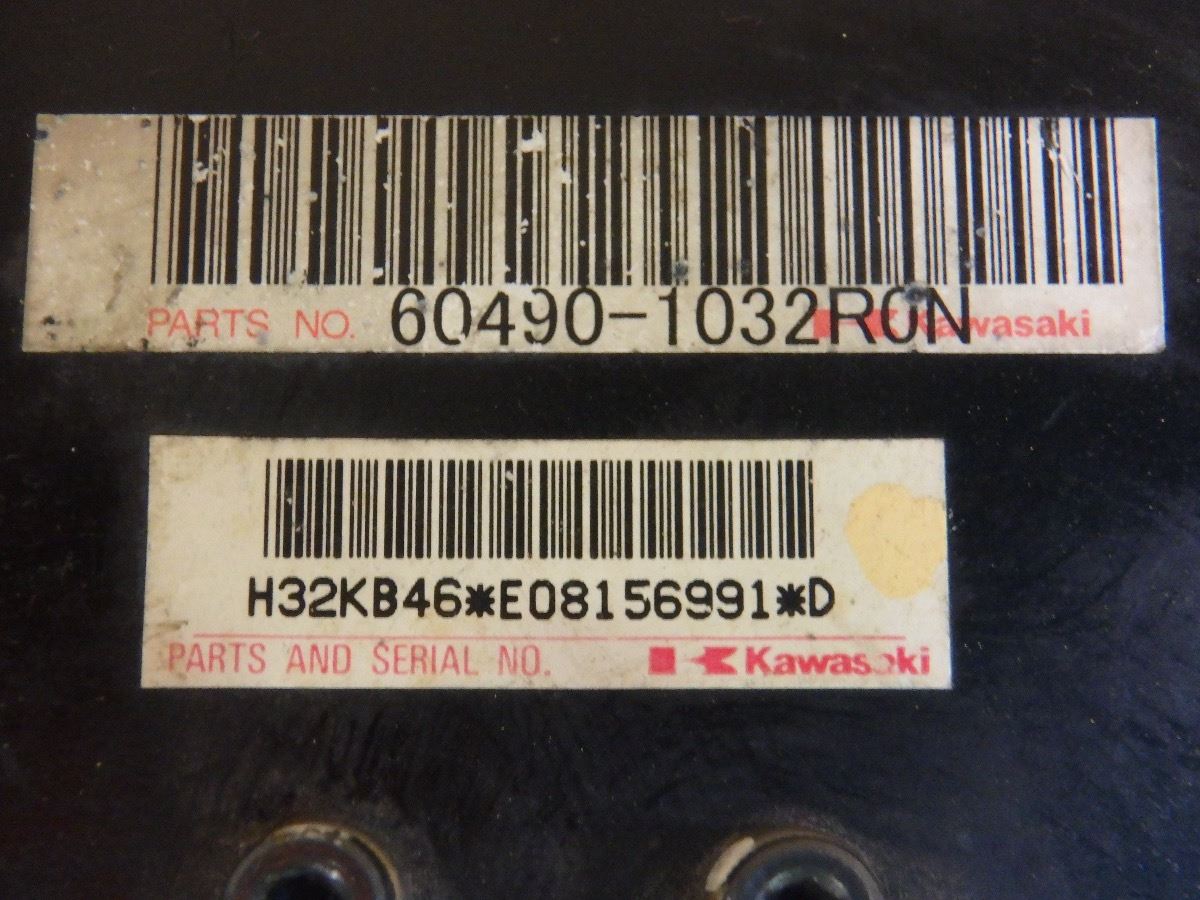 PARTS NO. 60490-1032R0N Kawasaki
H32KB46*E08156991*D
PARTS AND SERIAL NO. Kawasaki